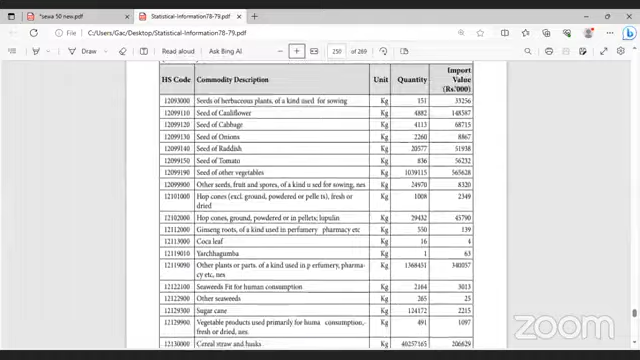 *sewa 50 new.pdf
Statistical-Information78-79.pdf
File C:/Users/Gac/Desktop/Statistical-Information78-79.pdf
Draw Read aloud Ask Bing AI 250 of 269
HS Code Commodity Description Unit Quantity Import Value (Rs.'000)
12093000 Seeds of herbaceous plants, of a kind used for sowing Kg 151 33256
12099110 Seed of Cauliflower Kg 4882 148587
12099120 Seed of Cabbage Kg 4113 68715
12099130 Seed of Onions Kg 2260 8867
12099140 Seed of Raddish Kg 20577 51938
12099150 Seed of Tomato Kg 836 56232
12099190 Seed of other vegetables Kg 1039115 565628
12099900 Other seeds, fruit and spores, of a kind u sed for sowing, nes Kg 24970 8320
12101000 Hop cones (excl. ground, powdered or pelle ts), fresh or Kg 1008 2349
dried
12102000 Hop cones, ground, powdered or in pellets; lupulin Kg 29432 45790
12112000 Ginseng roots, of a kind used in perfumery pharmacy etc Kg 550 139
12113000 Coca leaf Kg 16 4
12119010 Yarchhagumba Kg 1 63
12119090 Other plants or parts. of a kind used in p erfumery, pharma- Kg 1368451 340057
cy etc, nes
12122100 Seaweeds Fit for human consumption Kg 2164 3013
12122900 Other seaweeds Kg 265 25
12129300 Sugar cane Kg 124172 2215
12129900 Vegetable products used primarily for huma consumption, Kg 491 1097
fresh or dried, nes.
12130000 Cereal straw and husks Kg 40257165 206629
zoom